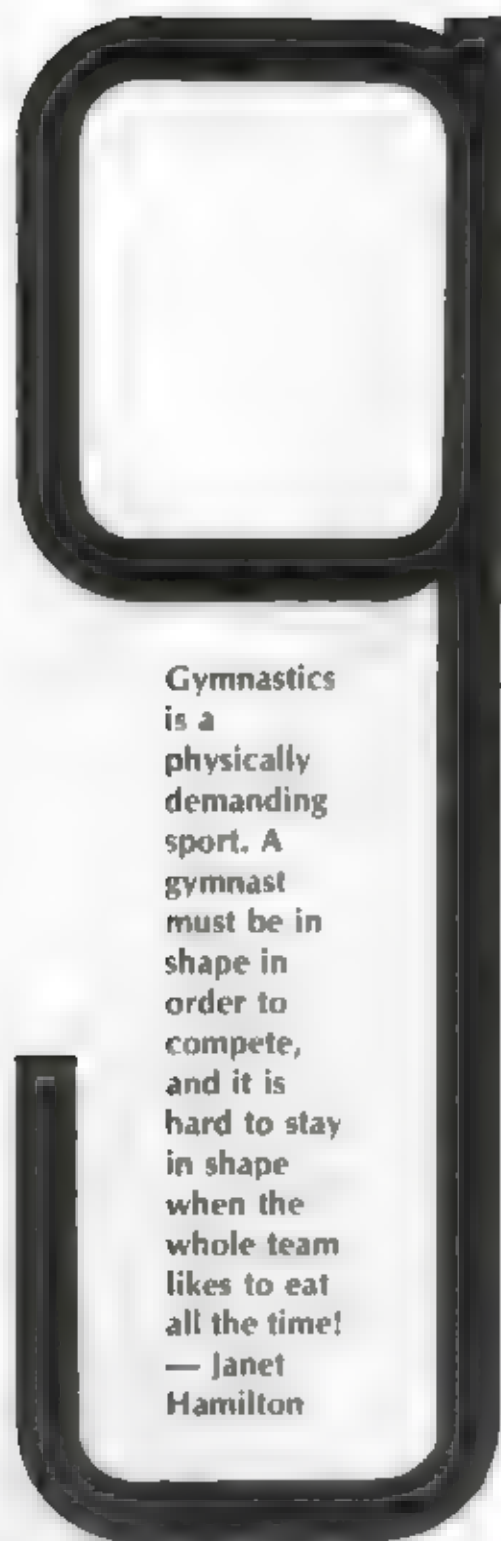 Gymnastics
is a
physically
demanding
sport. A
gymnast
must be in
shape in
order to
compete,
and it is
hard to stay
in shape
when the
whole team
likes to eat
all the time!
— Janet
Hamilton